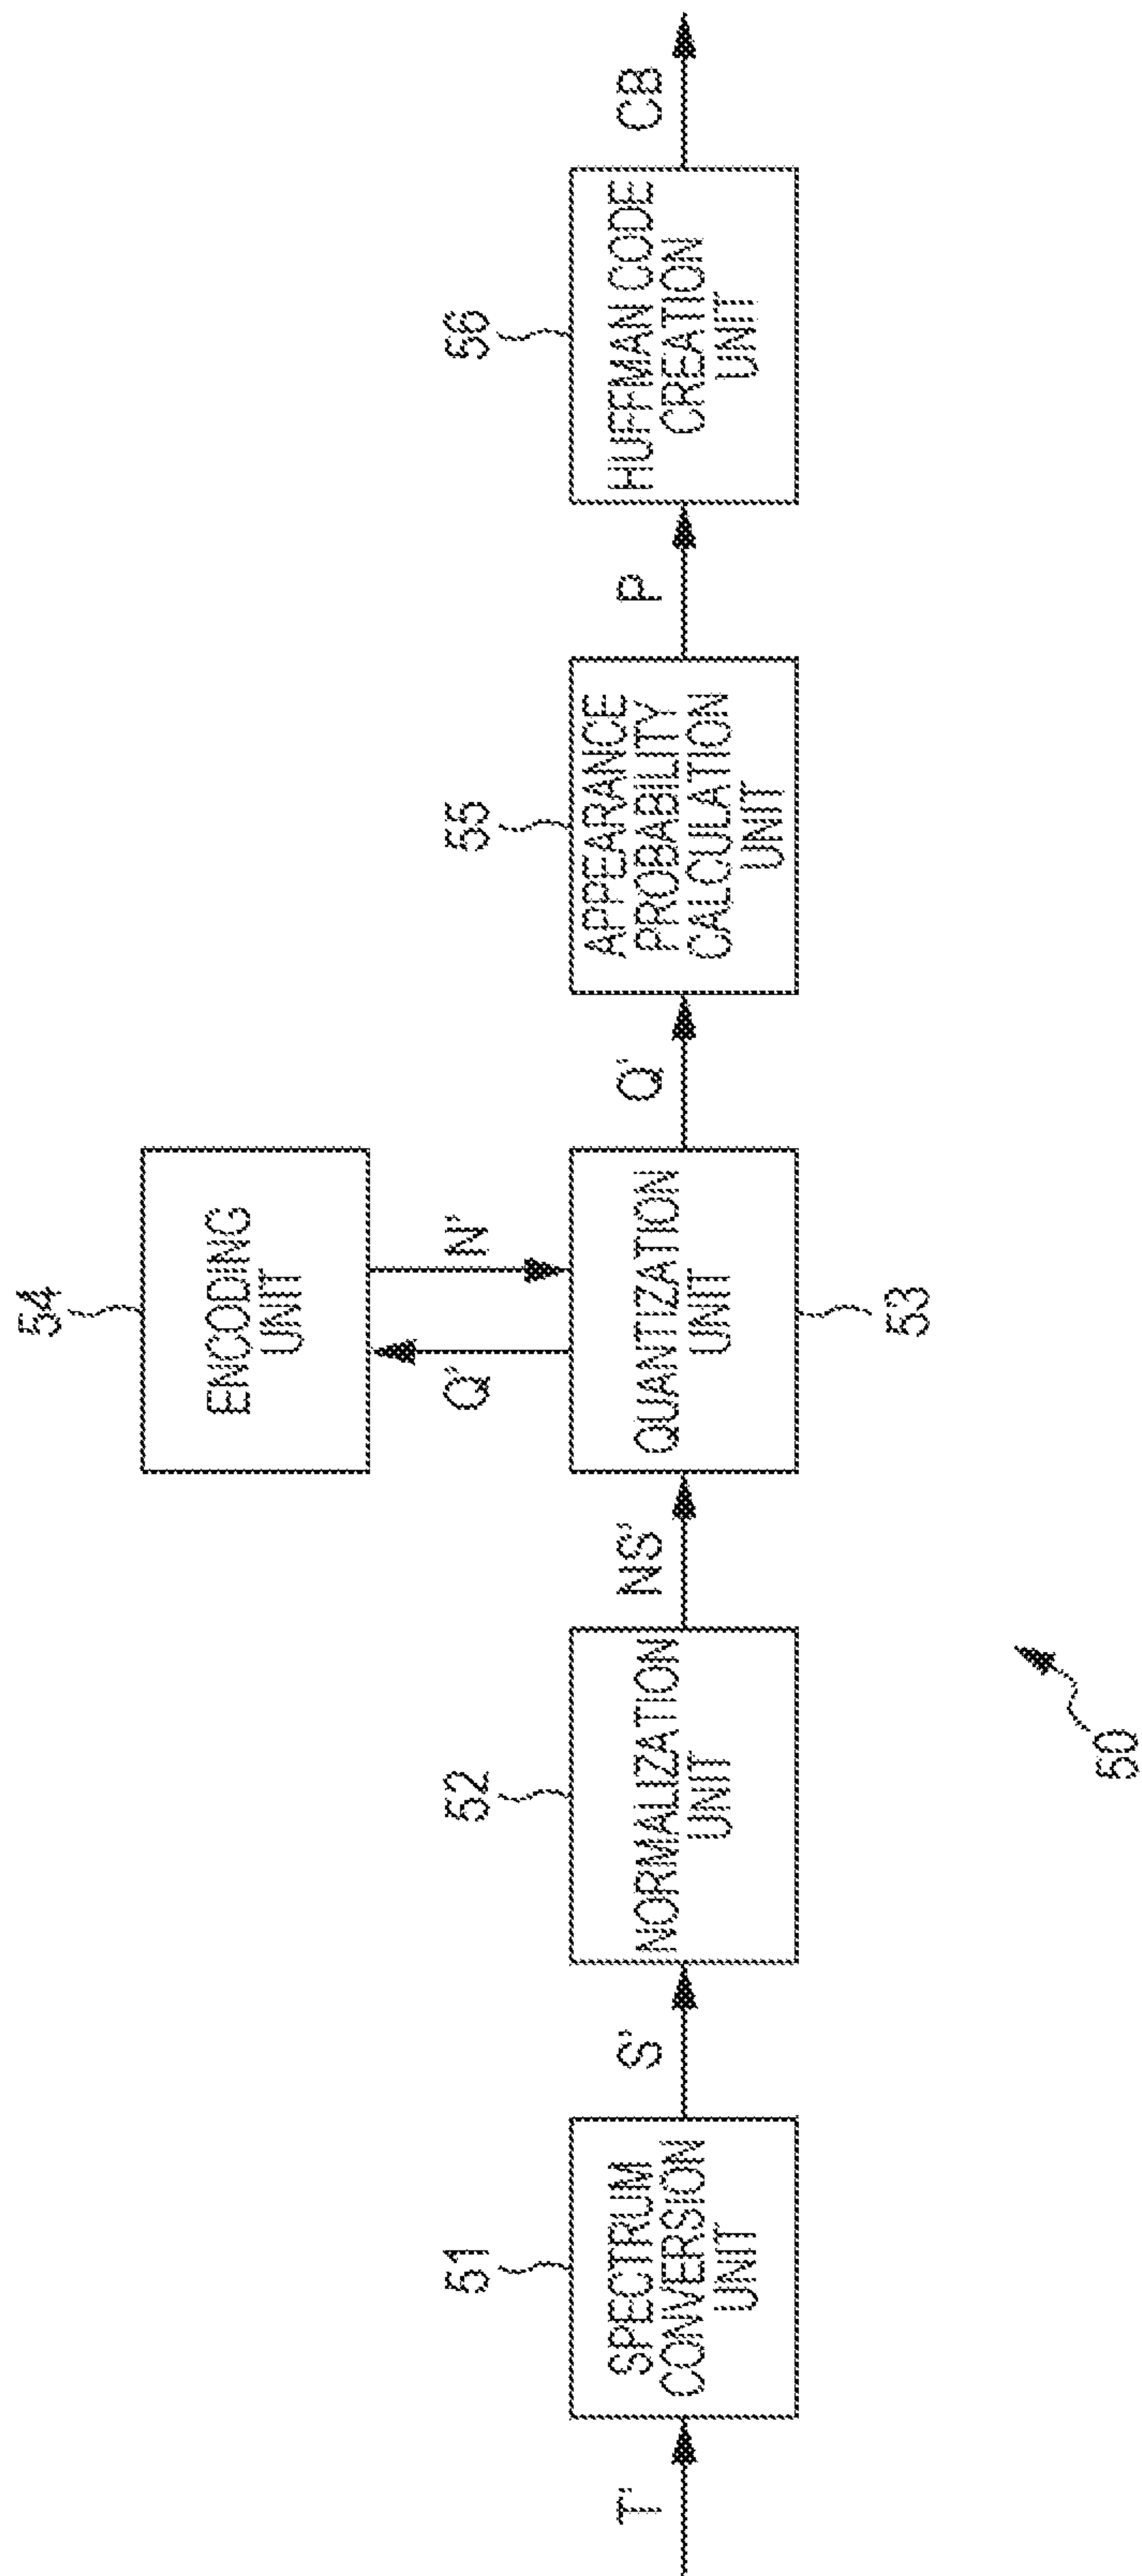 54
ENCODING
UNIT
Q'
N'
51
52
55
56
T'
SPECTRUM
CONVERSION
UNIT
S'
NORMALIZATION
UNIT
NS'
QUANTIZATION
UNIT
Q'
APPEARANCE
PROBABILITY
CALCULATION
UNIT
P
HUFFMAN CODE
CREATION
UNIT
CB
53
50